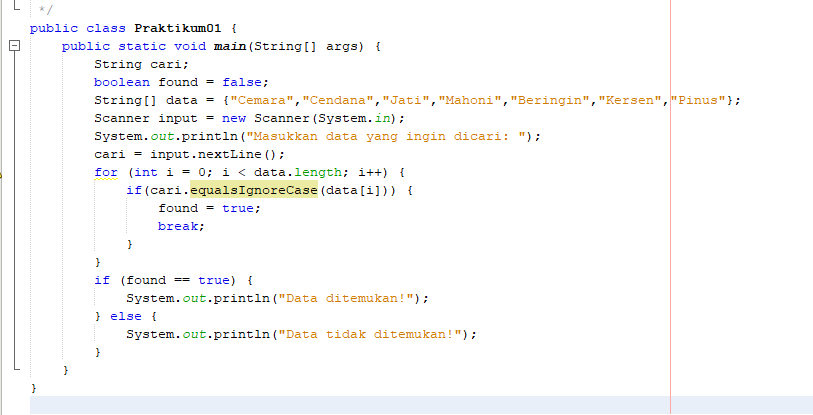 */
public class Praktikum01 {
    public static void main(String[] args) {
        String cari;
        boolean found = false;
        String[] data = {"Cemara","Cendana","Jati","Mahoni","Beringin","Kersen","Pinus"};
        Scanner input = new Scanner(System.in);
        System.out.println("Masukkan data yang ingin dicari: ");
        cari = input.nextLine();
        for (int i = 0; i < data.length; i++) {
            if(cari.equalsIgnoreCase(data[i])) {
                found = true;
                break;
            }
        }
        if (found == true) {
            System.out.println("Data ditemukan!");
        } else {
            System.out.println("Data tidak ditemukan!");
        }
    }
}